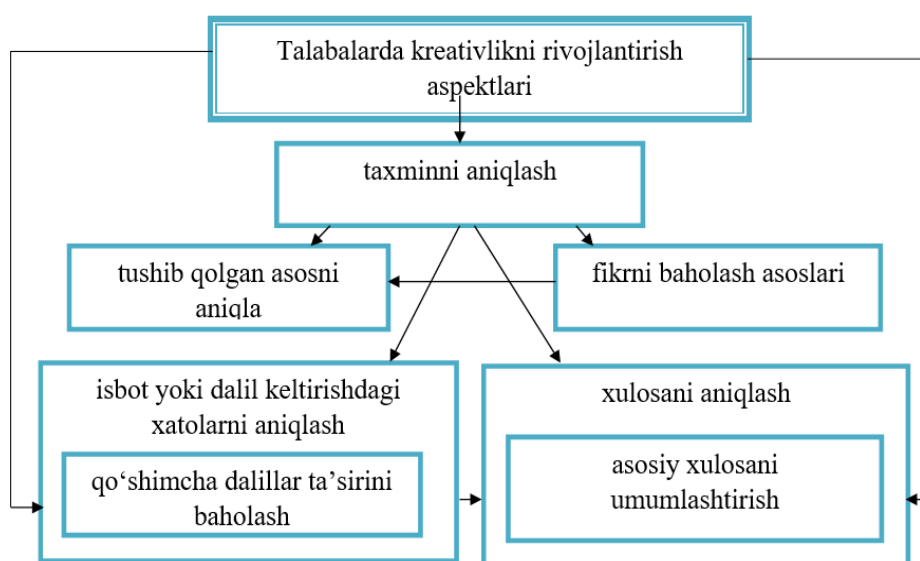 Talabalarda kreativlikni rivojlantirish
aspektlari
taxminni aniqlash
tushib qolgan asosni
aniqla
fikrni baholash asoslari
isbot yoki dalil keltirishdagi
xatolarni aniqlash
qo‘shimcha dalillar ta’sirini
baholash
xulosani aniqlash
asosiy xulosani
umumlashtirish